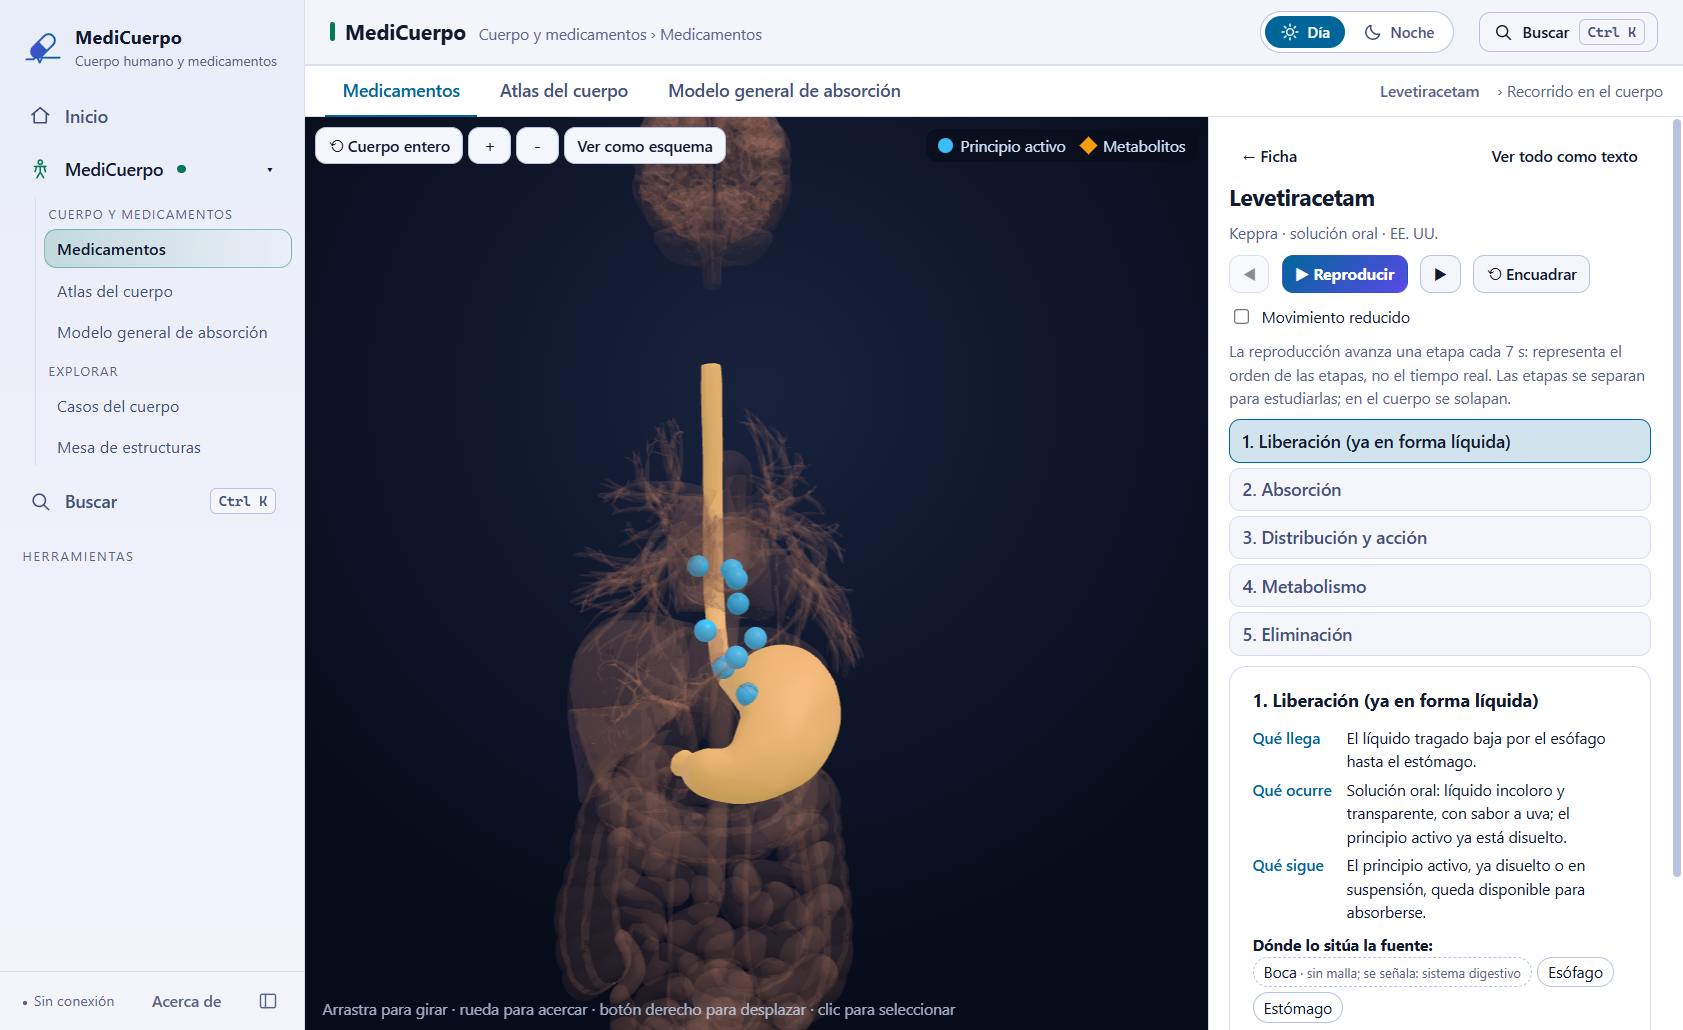 MediCuerpo
Cuerpo humano y medicamentos
Inicio
MediCuerpo
CUERPO Y MEDICAMENTOS
Medicamentos
Atlas del cuerpo
Modelo general de absorción
EXPLORAR
Casos del cuerpo
Mesa de estructuras
Buscar Ctrl K
HERRAMIENTAS
Sin conexión Acerca de
MediCuerpo Cuerpo y medicamentos › Medicamentos
Día Noche
Buscar Ctrl K
Medicamentos Atlas del cuerpo Modelo general de absorción
Levetiracetam › Recorrido en el cuerpo
Cuerpo entero + - Ver como esquema
Principio activo Metabolitos
Arrastra para girar · rueda para acercar · botón derecho para desplazar · clic para seleccionar
← Ficha Ver todo como texto
Levetiracetam
Keppra · solución oral · EE. UU.
Reproducir Encuadrar
Movimiento reducido
La reproducción avanza una etapa cada 7 s: representa el
orden de las etapas, no el tiempo real. Las etapas se separan
para estudiarlas; en el cuerpo se solapan.
1. Liberación (ya en forma líquida)
2. Absorción
3. Distribución y acción
4. Metabolismo
5. Eliminación
1. Liberación (ya en forma líquida)
Qué llega El líquido tragado baja por el esófago
hasta el estómago.
Qué ocurre Solución oral: líquido incoloro y
transparente, con sabor a uva; el
principio activo ya está disuelto.
Qué sigue El principio activo, ya disuelto o en
suspensión, queda disponible para
absorberse.
Dónde lo sitúa la fuente:
Boca · sin malla; se señala: sistema digestivo Esófago
Estómago